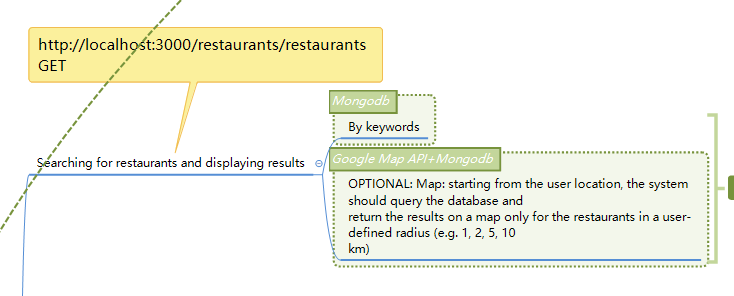 http://localhost:3000/restaurants/restaurants
GET
Mongodb
By keywords
Searching for restaurants and displaying results
Google Map API+Mongodb
OPTIONAL: Map: starting from the user location, the system
should query the database and
return the results on a map only for the restaurants in a user-
defined radius (e.g. 1, 2, 5, 10
km)